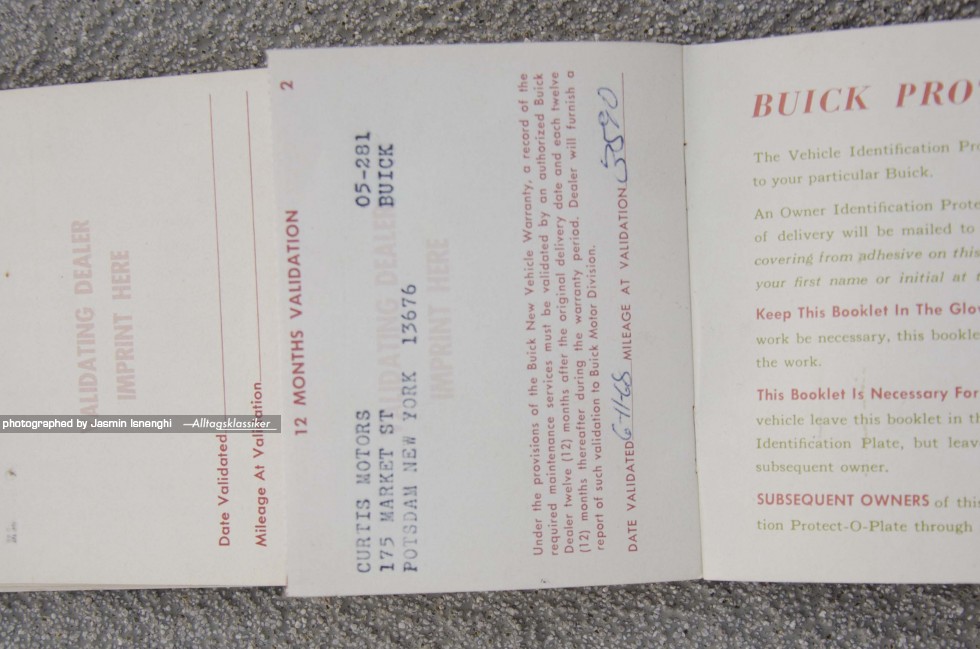 ALIDATING DEALER
IMPRINT HERE
Date Validated
Mileage At Validation
2
12 MONTHS VALIDATION
VALIDATING DEALER
IMPRINT HERE
05-281
BUICK
CURTIS MOTORS
175 MARKET ST
POTSDAM NEW YORK 13676
Under the provisions of the Buick New Vehicle Warranty, a record of the
required maintenance services must be validated by an authorized Buick
Dealer twelve (12) months after the original delivery date and each twelve
(12) months thereafter during the warranty period. Dealer will furnish a
report of such validation to Buick Motor Division.
DATE VALIDATED 6-11-68 MILEAGE AT VALIDATION
BUICK PRO
The Vehicle Identification Pr
to your particular Buick.
An Owner Identification Prote
of delivery will be mailed to
covering from adhesive on this
your first name or initial at
Keep This Booklet In The Glo
work be necessary, this bookle
the work.
This Booklet Is Necessary For
vehicle leave this booklet in th
Identification Plate, but leav
subsequent owner.
SUBSEQUENT OWNERS of thi
tion Protect-O-Plate through
photographed by Jasmin Isnenghi —Alltagsklassiker_